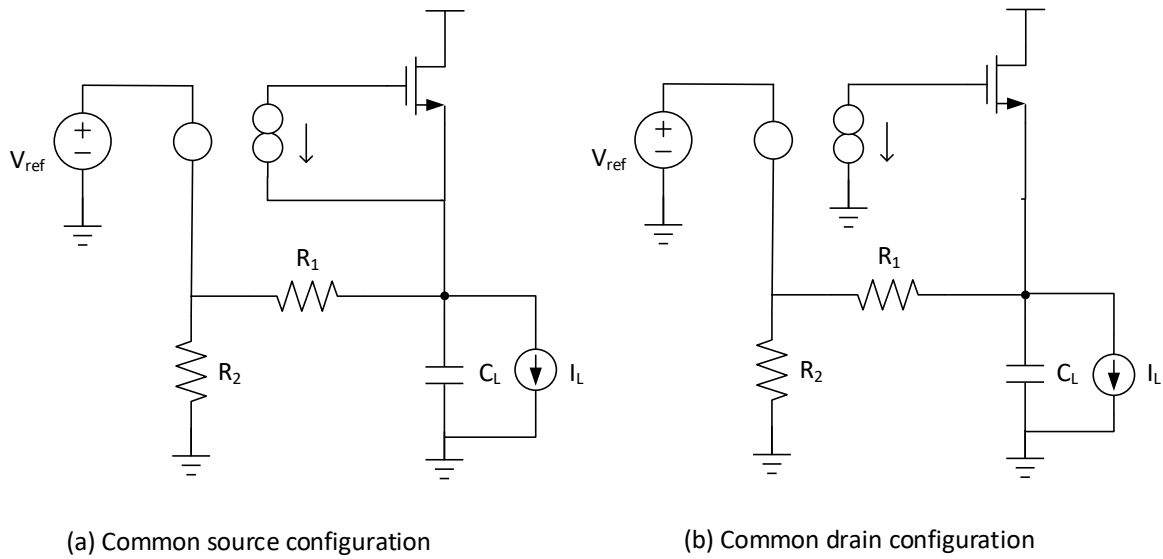 +
−
V_ref
R_1
R_2
C_L
I_L
+
−
V_ref
R_1
R_2
C_L
I_L
(a) Common source configuration
(b) Common drain configuration